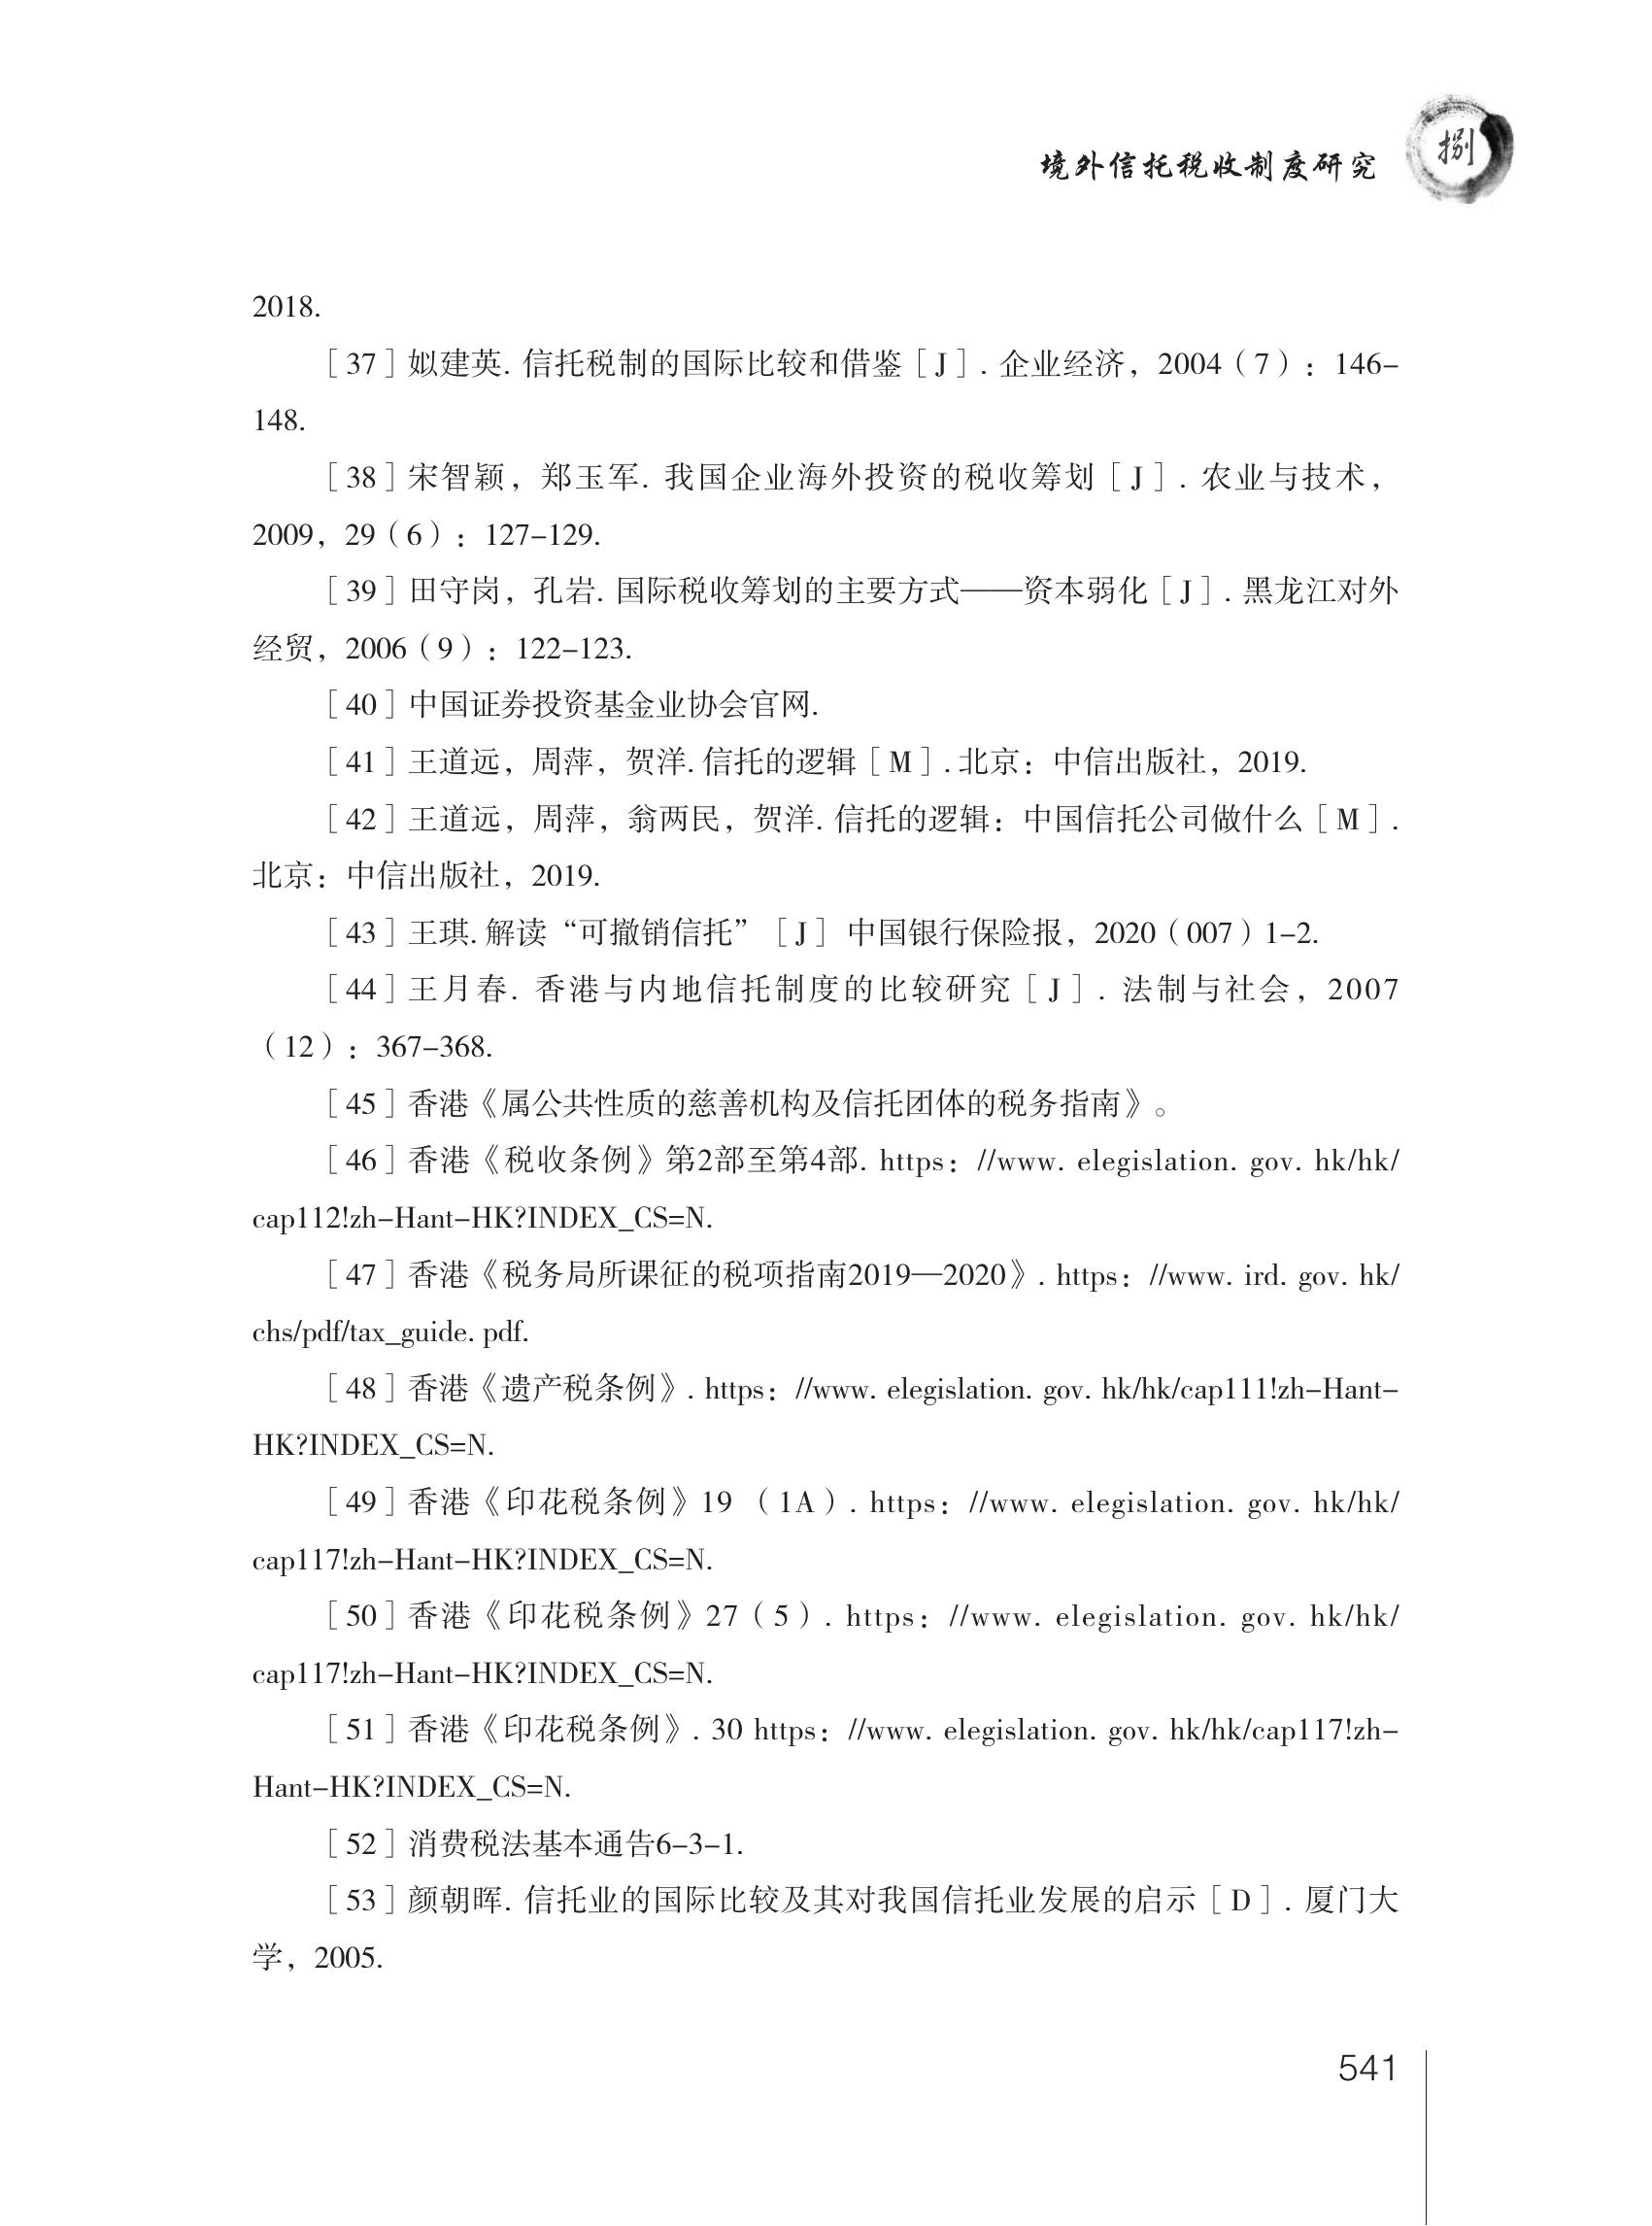 境外信托税收制度研究
捌
2018.
［37］姒建英. 信托税制的国际比较和借鉴［J］. 企业经济，2004（7）：146–
148.
［38］宋智颖，郑玉军. 我国企业海外投资的税收筹划［J］. 农业与技术，
2009，29（6）：127–129.
［39］田守岗，孔岩. 国际税收筹划的主要方式——资本弱化［J］. 黑龙江对外
经贸，2006（9）：122–123.
［40］中国证券投资基金业协会官网.
［41］王道远，周萍，贺洋. 信托的逻辑［M］. 北京：中信出版社，2019.
［42］王道远，周萍，翁两民，贺洋. 信托的逻辑：中国信托公司做什么［M］.
北京：中信出版社，2019.
［43］王琪. 解读“可撤销信托”［J］ 中国银行保险报，2020（007）1–2.
［44］王月春. 香港与内地信托制度的比较研究［J］. 法制与社会，2007
（12）：367–368.
［45］香港《属公共性质的慈善机构及信托团体的税务指南》。
［46］香港《税收条例》第2部至第4部. https：//www. elegislation. gov. hk/hk/
cap112!zh–Hant–HK?INDEX_CS=N.
［47］香港《税务局所课征的税项指南2019—2020》. https：//www. ird. gov. hk/
chs/pdf/tax_guide. pdf.
［48］香港《遗产税条例》. https：//www. elegislation. gov. hk/hk/cap111!zh–Hant–
HK?INDEX_CS=N.
［49］香港《印花税条例》19 （1A）. https：//www. elegislation. gov. hk/hk/
cap117!zh–Hant–HK?INDEX_CS=N.
［50］香港《印花税条例》27（5）. https：//www. elegislation. gov. hk/hk/
cap117!zh–Hant–HK?INDEX_CS=N.
［51］香港《印花税条例》. 30 https：//www. elegislation. gov. hk/hk/cap117!zh–
Hant–HK?INDEX_CS=N.
［52］消费税法基本通告6–3–1.
［53］颜朝晖. 信托业的国际比较及其对我国信托业发展的启示［D］. 厦门大
学，2005.
541